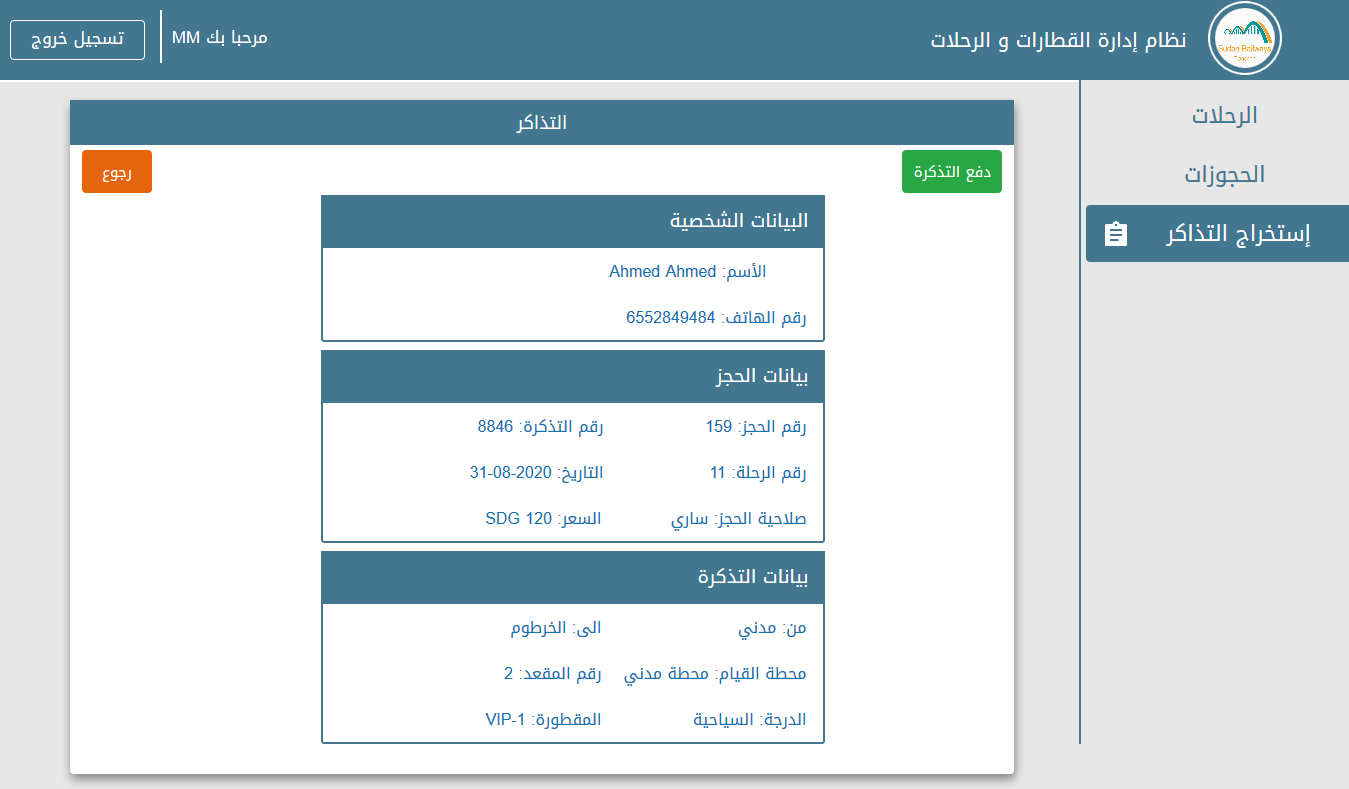 Sudan Railways
نظام إدارة القطارات و الرحلات
مرحبا بك MM
تسجيل خروج
الرحلات
الحجوزات
إستخراج التذاكر
التذاكر
دفع التذكرة
رجوع
البيانات الشخصية
الأسم: Ahmed Ahmed
رقم الهاتف: 6552849484
بيانات الحجز
رقم الحجز: 159 رقم التذكرة: 8846
رقم الرحلة: 11 التاريخ: 31-08-2020
صلاحية الحجز: ساري السعر: 120 SDG
بيانات التذكرة
من: مدني الى: الخرطوم
محطة القيام: محطة مدني رقم المقعد: 2
الدرجة: السياحية المقطورة: VIP-1